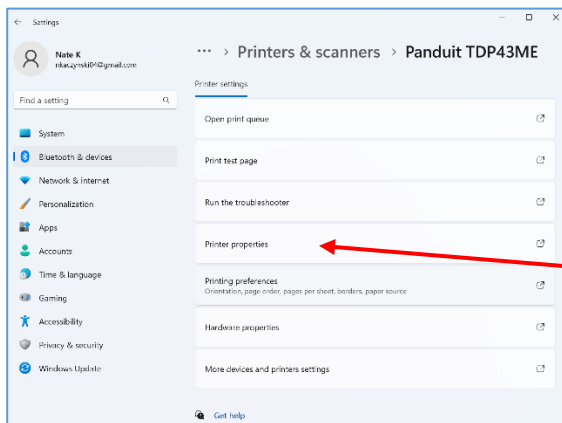 Settings
Nate K
nkaczynski04@gmail.com
Find a setting
System
Bluetooth & devices
Network & internet
Personalization
Apps
Accounts
Time & language
Gaming
Accessibility
Privacy & security
Windows Update
··· > Printers & scanners > Panduit TDP43ME
Printer settings
Open print queue
Print test page
Run the troubleshooter
Printer properties
Printing preferences
Orientation, page order, pages per sheet, borders, paper source
Hardware properties
More devices and printers settings
Get help